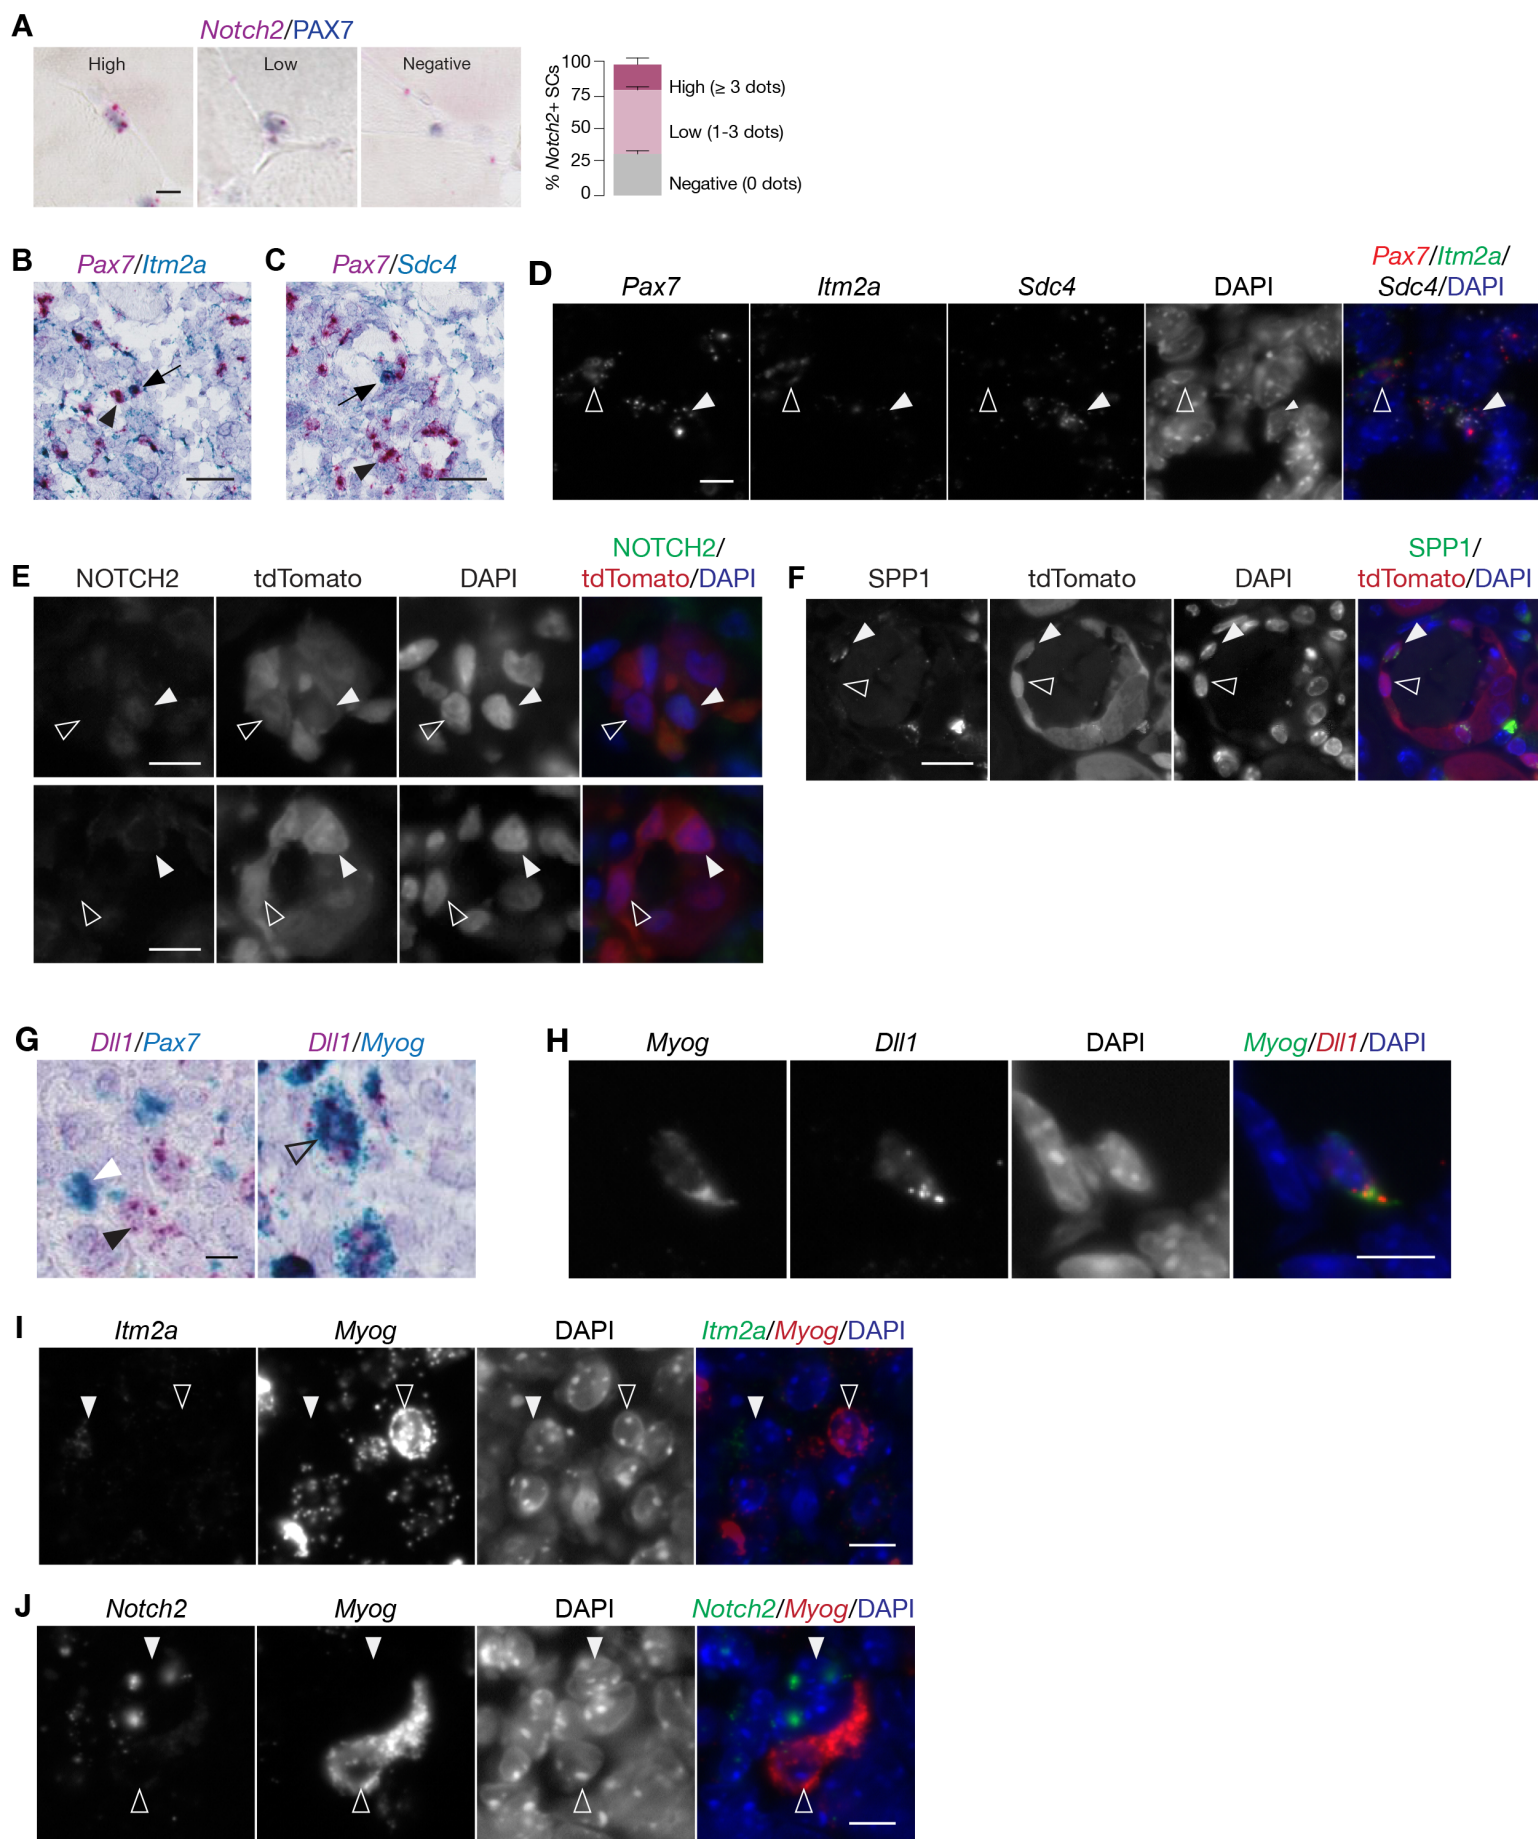 A
Notch2/PAX7
High
Low
Negative
% Notch2+ SCs
100
75
50
25
0
High (≥ 3 dots)
Low (1-3 dots)
Negative (0 dots)
B
Pax7/Itm2a
C
Pax7/Sdc4
D
Pax7
Itm2a
Sdc4
DAPI
Pax7/Itm2a/
Sdc4/DAPI
E
NOTCH2
tdTomato
DAPI
NOTCH2/
tdTomato/DAPI
F
SPP1
tdTomato
DAPI
SPP1/
tdTomato/DAPI
G
Dll1/Pax7
Dll1/Myog
H
Myog
Dll1
DAPI
Myog/Dll1/DAPI
I
Itm2a
Myog
DAPI
Itm2a/Myog/DAPI
J
Notch2
Myog
DAPI
Notch2/Myog/DAPI